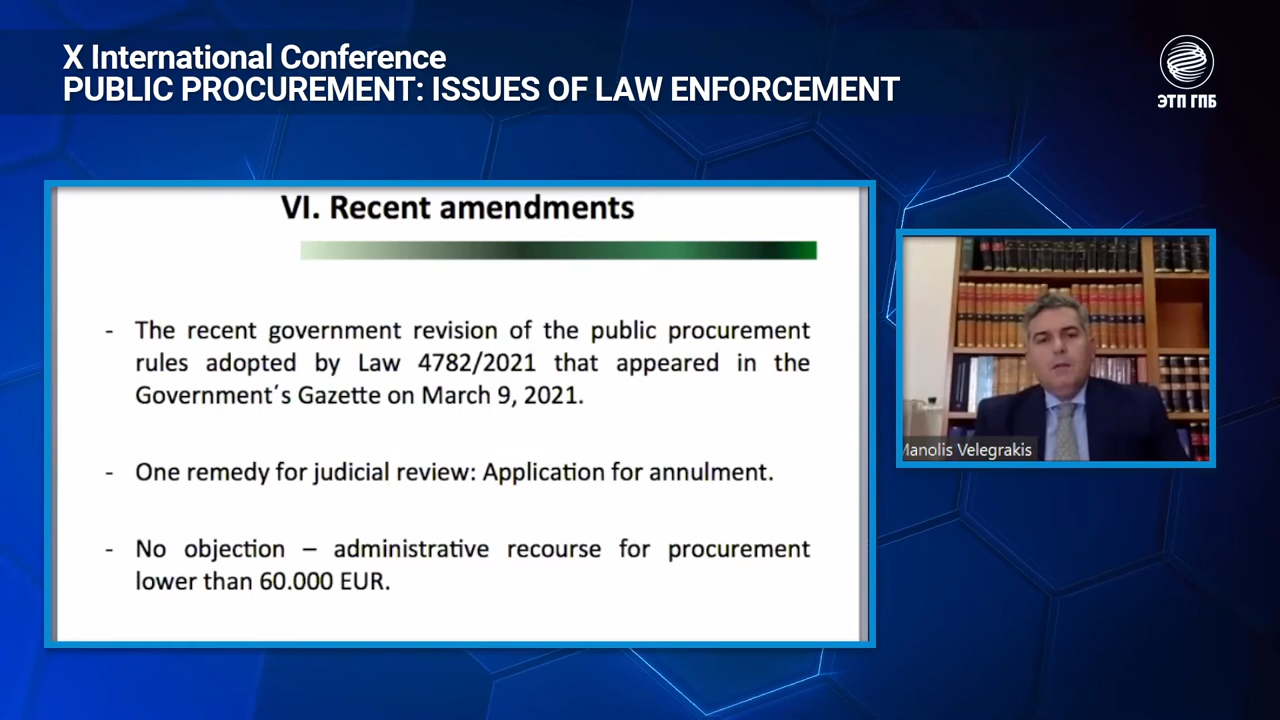 X International Conference
PUBLIC PROCUREMENT: ISSUES OF LAW ENFORCEMENT
ЭТП ГПБ
VI. Recent amendments
- The recent government revision of the public procurement
rules adopted by Law 4782/2021 that appeared in the
Government´s Gazette on March 9, 2021.
- One remedy for judicial review: Application for annulment.
- No objection – administrative recourse for procurement
lower than 60.000 EUR.
Manolis Velegrakis